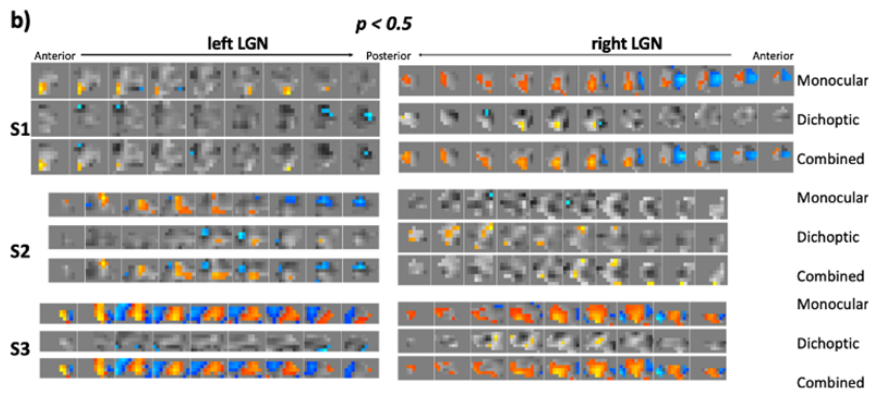 b)
p < 0.5
left LGN
right LGN
Anterior
Posterior
Anterior
Monocular
S1
Dichoptic
Combined
Monocular
S2
Dichoptic
Combined
Monocular
S3
Dichoptic
Combined